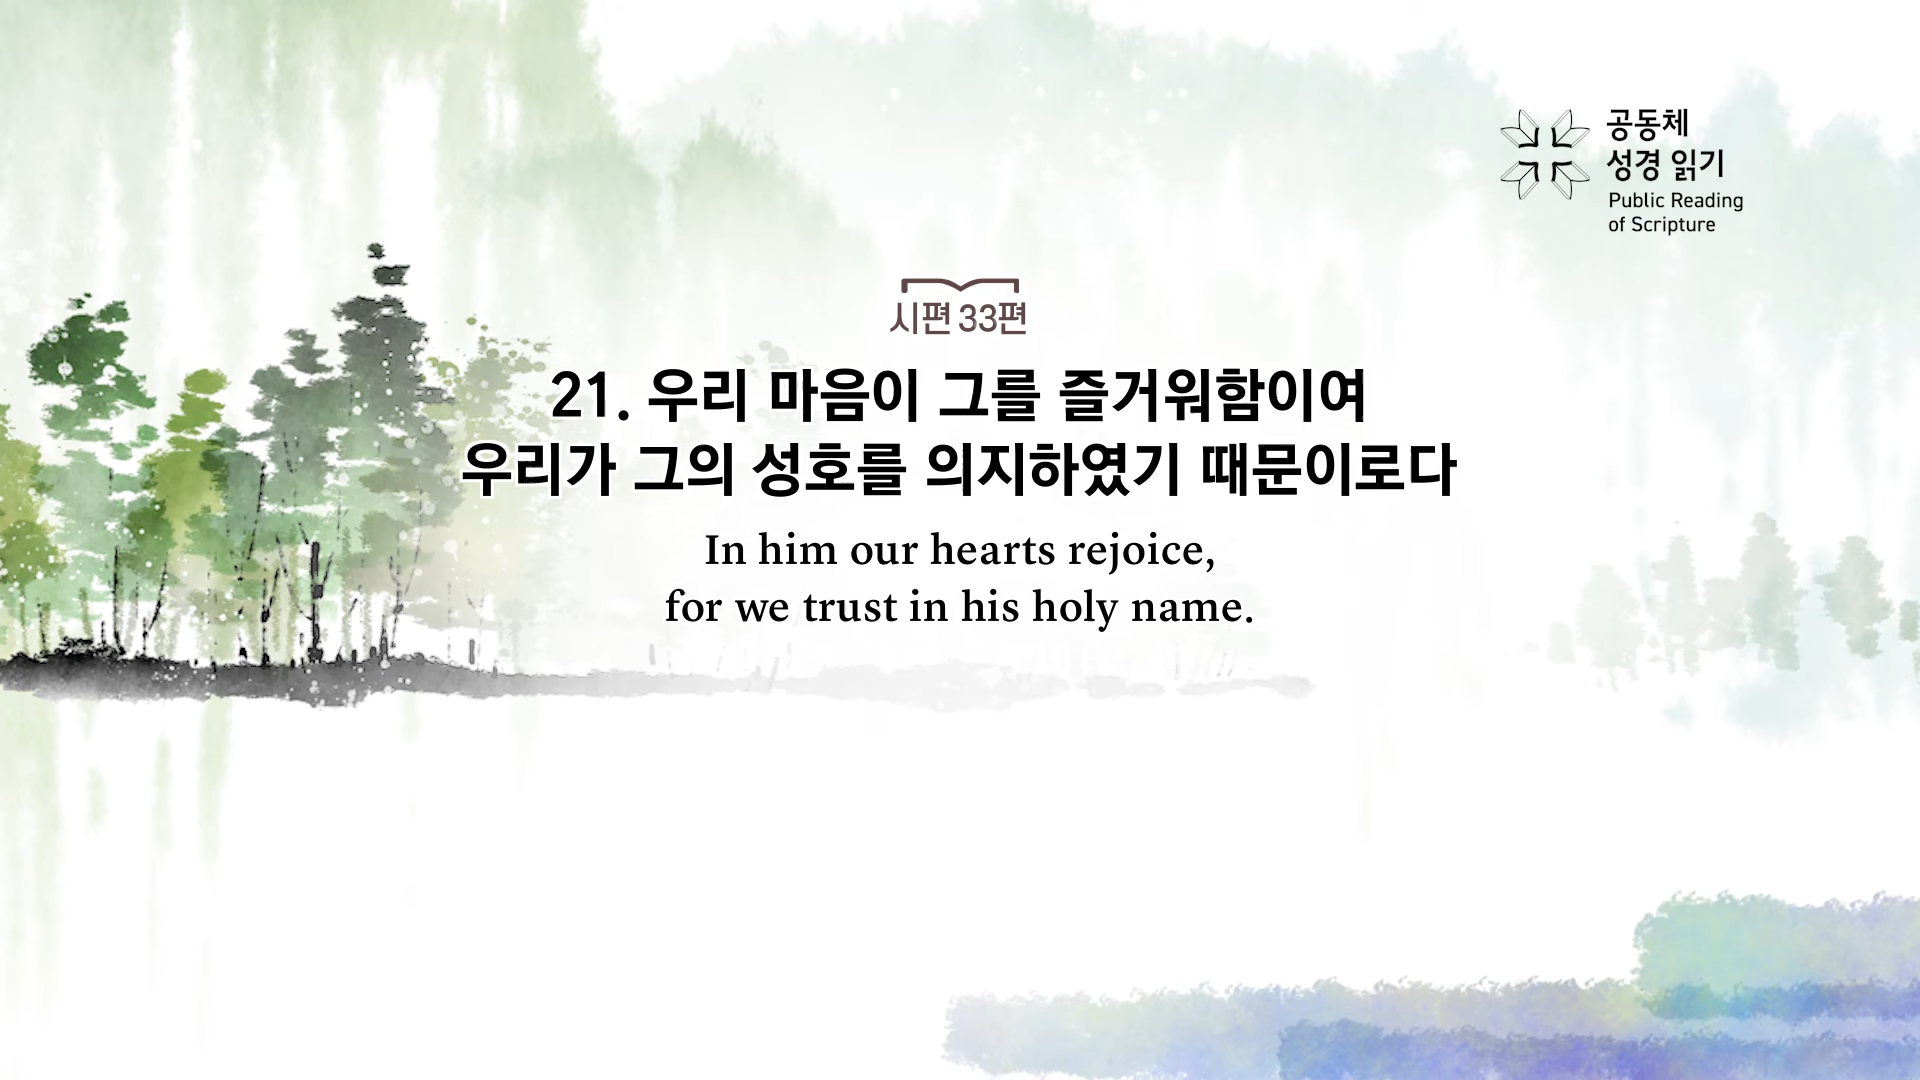 공동체
성경 읽기
Public Reading
of Scripture
시편 33편
21. 우리 마음이 그를 즐거워함이여
우리가 그의 성호를 의지하였기 때문이로다
In him our hearts rejoice,
for we trust in his holy name.